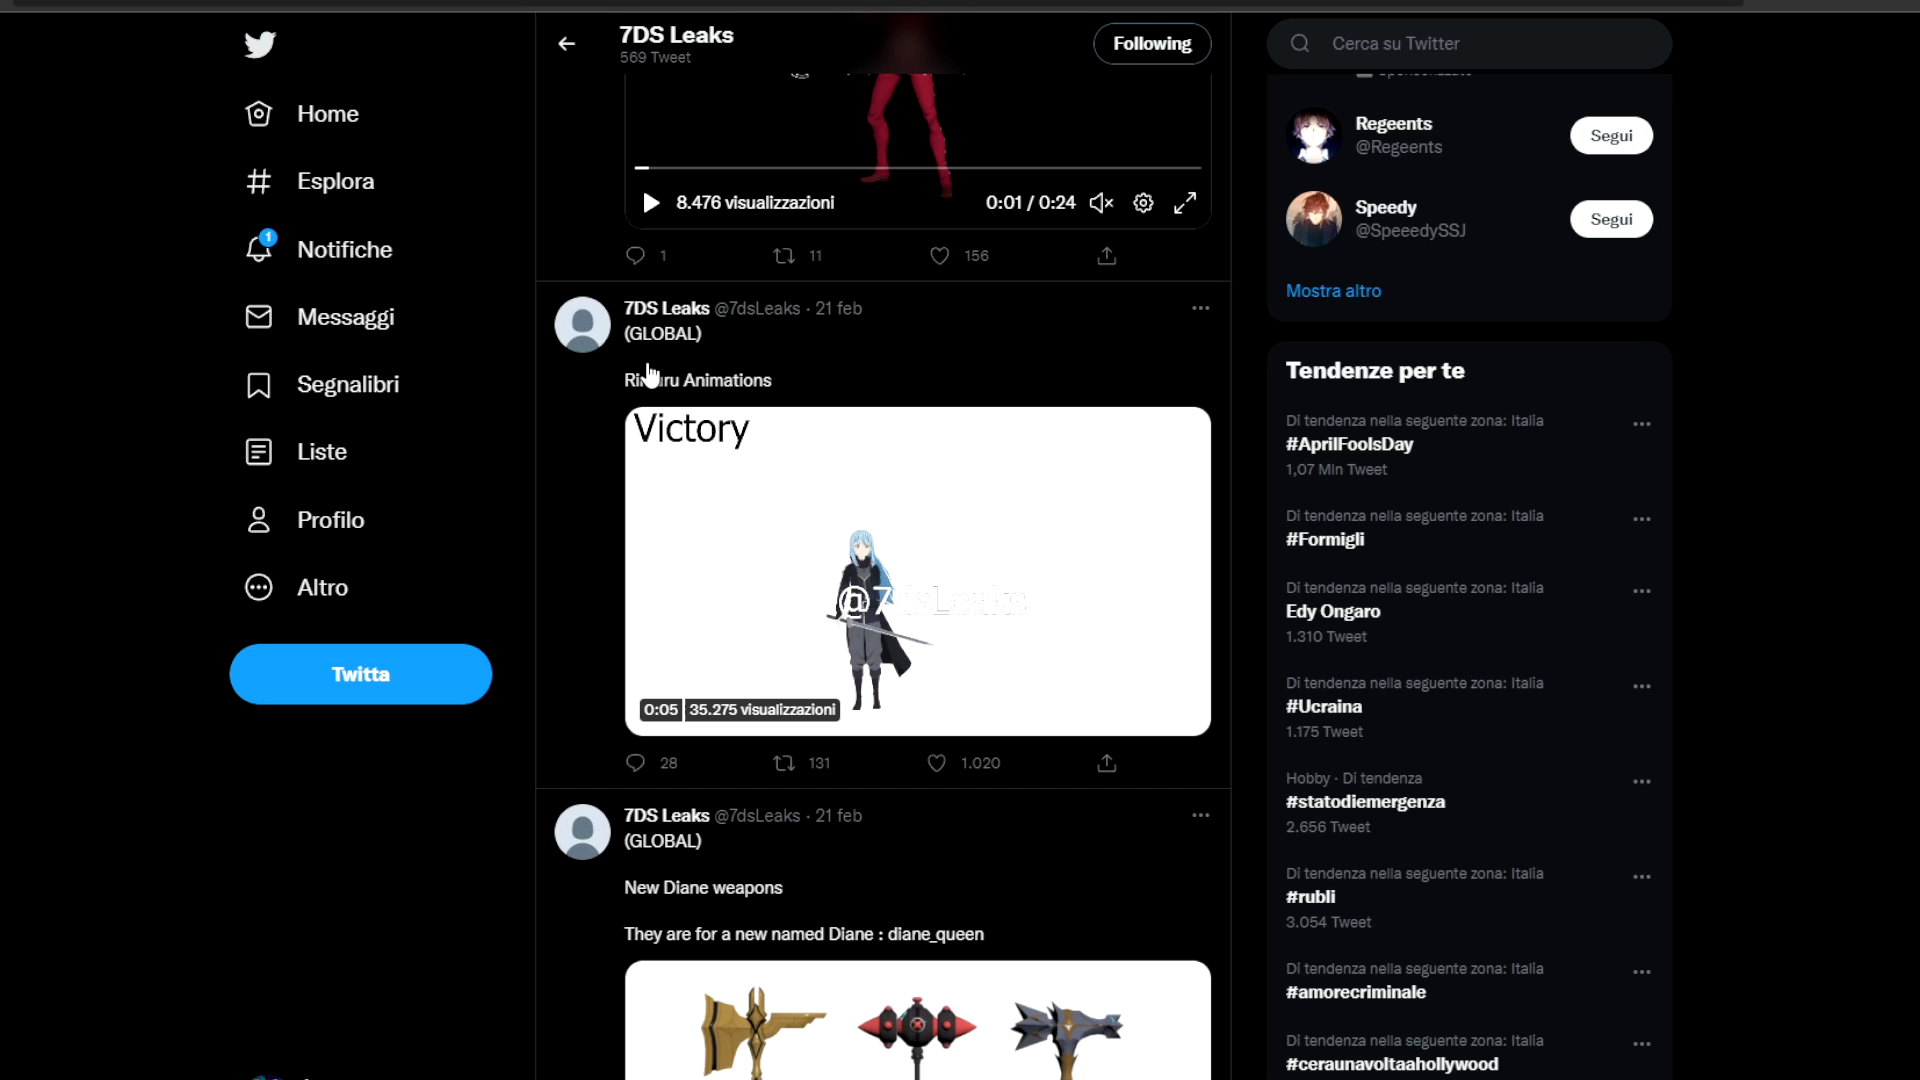 Home
Esplora
1
Notifiche
Messaggi
Segnalibri
Liste
Profilo
Altro
Twitta
7DS Leaks
569 Tweet
Following
8.476 visualizzazioni
0:01 / 0:24
1
11
156
7DS Leaks @7dsLeaks · 21 feb
(GLOBAL)
Animations
Victory
@7dsLeaks
0:05
35.275 visualizzazioni
28
131
1.020
7DS Leaks @7dsLeaks · 21 feb
(GLOBAL)
New Diane weapons
They are for a new named Diane : diane_queen
Cerca su Twitter
Regeents
@Regeents
Segui
Speedy
@SpeeedySSJ
Segui
Mostra altro
Tendenze per te
Di tendenza nella seguente zona: Italia
#AprilFoolsDay
1,07 Mln Tweet
Di tendenza nella seguente zona: Italia
#Formigli
Di tendenza nella seguente zona: Italia
Edy Ongaro
1.310 Tweet
Di tendenza nella seguente zona: Italia
#Ucraina
1.175 Tweet
Hobby · Di tendenza
#statodiemergenza
2.656 Tweet
Di tendenza nella seguente zona: Italia
#rubli
3.054 Tweet
Di tendenza nella seguente zona: Italia
#amorecriminale
Di tendenza nella seguente zona: Italia
#ceraunavoltaahollywood